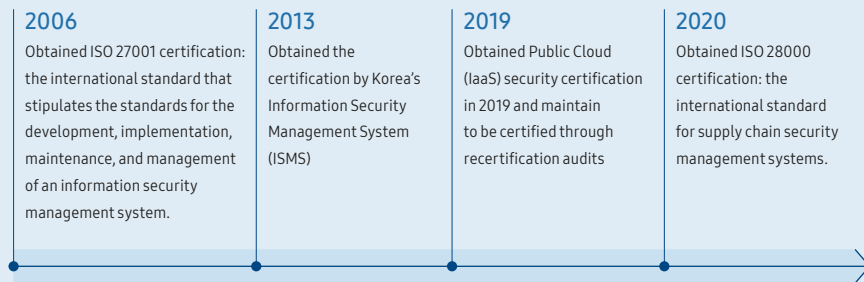 2006
Obtained ISO 27001 certification:
the international standard that
stipulates the standards for the
development, implementation,
maintenance, and management
of an information security
management system.
2013
Obtained the
certification by Korea's
Information Security
Management System
(ISMS)
2019
Obtained Public Cloud
(IaaS) security certification
in 2019 and maintain
to be certified through
recertification audits
2020
Obtained ISO 28000
certification: the
international standard
for supply chain security
management systems.